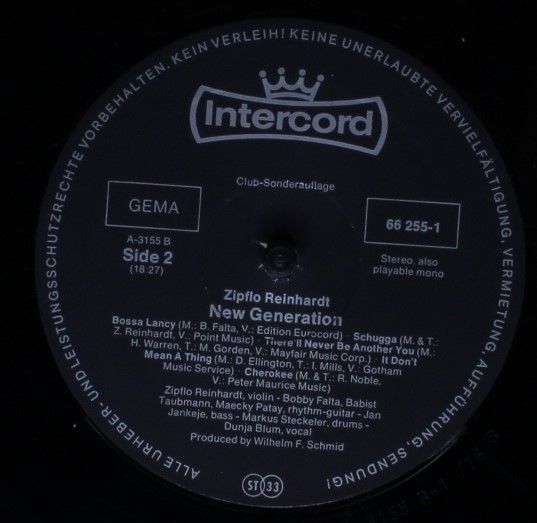 ALLE URHEBER- UND LEISTUNGSSCHUTZRECHTE VORBEHALTEN. KEIN VERLEIH! KEINE UNERLAUBTE VERVIELFÄLTIGUNG, VERMIETUNG, AUFFÜHRUNG, SENDUNG!
Intercord
Club-Sonderauflage
GEMA
66 255-1
A-3155 B
Side 2
(18:27)
Stereo, also
playable mono
Zipflo Reinhardt
New Generation
Bossa Lancy (M.: B. Falta, V.: Edition Eurocord) · Schugga (M. & T.:
Z. Reinhardt, V.: Point Music) · There'll Never Be Another You (M.:
H. Warren, T.: M. Gorden, V.: Mayfair Music Corp.) · It Don't
Mean A Thing (M.: D. Ellington, T.: I. Mills, V.: Gotham
Music Service) · Cherokee (M. & T.: R. Noble,
V.: Peter Maurice Music)
Zipflo Reinhardt, violin - Bobby Falta, Babist
Taubmann, Maecky Patay, rhythm-guitar - Jan
Jankeje, bass - Markus Steckeler, drums -
Dunja Blum, vocal
Produced by Wilhelm F. Schmid
ST 33